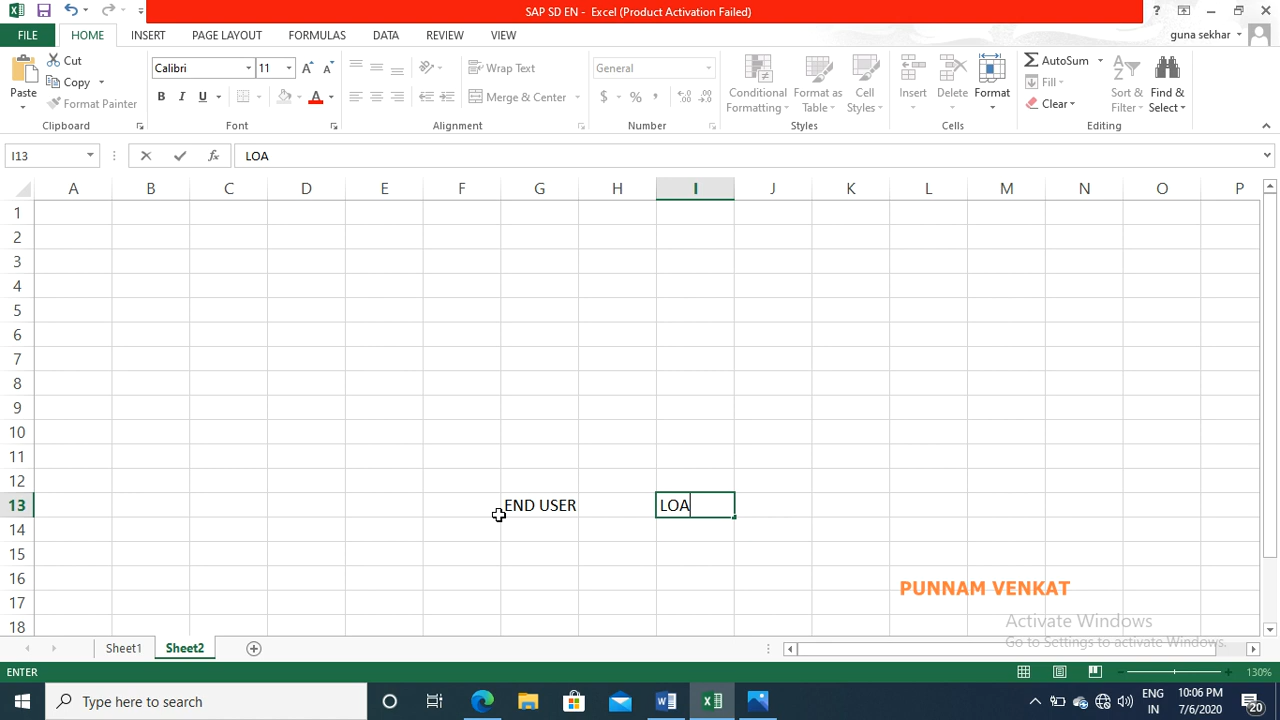 SAP SD EN - Excel (Product Activation Failed)
FILE HOME INSERT PAGE LAYOUT FORMULAS DATA REVIEW VIEW guna sekhar
Paste Cut Copy Format Painter Clipboard
Calibri 11 B I U A Font
Wrap Text Merge & Center Alignment
General $ % , Number
Conditional Formatting Format as Table Cell Styles Styles
Insert Delete Format Cells
AutoSum Fill Clear Sort & Filter Find & Select Editing
I13 fx LOA
A B C D E F G H I J K L M N O P
1
2
3
4
5
6
7
8
9
10
11
12
13 END USER LOA
14
15
16
PUNNAM VENKAT
17
Activate Windows
18
Go to Settings to activate Windows.
Sheet1 Sheet2
ENTER 130%
Type here to search
ENG 10:06 PM
IN 7/6/2020 20